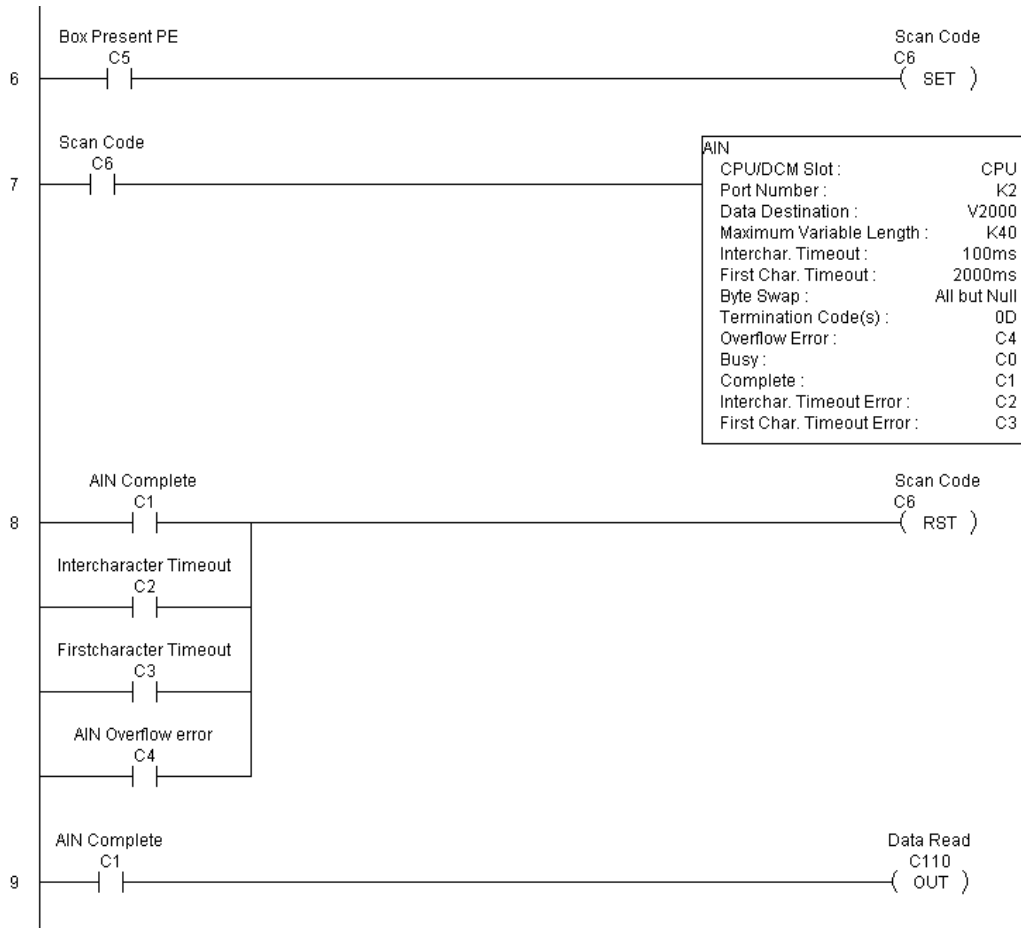 Box Present PE
C5
Scan Code
C6
6
SET
Scan Code
C6
7
AIN
CPU/DCM Slot : CPU
Port Number : K2
Data Destination : V2000
Maximum Variable Length : K40
Interchar. Timeout : 100ms
First Char. Timeout : 2000ms
Byte Swap : All but Null
Termination Code(s) : 0D
Overflow Error : C4
Busy : C0
Complete : C1
Interchar. Timeout Error : C2
First Char. Timeout Error : C3
AIN Complete
C1
Scan Code
C6
8
RST
Intercharacter Timeout
C2
Firstcharacter Timeout
C3
AIN Overflow error
C4
AIN Complete
C1
Data Read
C110
9
OUT